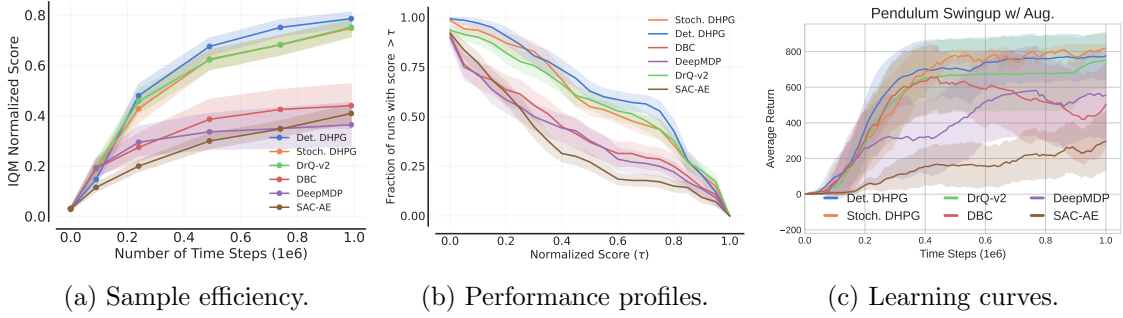 IQM Normalized Score
0.8
0.6
0.4
0.2
0.0
0.0 0.2 0.4 0.6 0.8 1.0
Number of Time Steps (1e6)
Det. DHPG
Stoch. DHPG
DrQ-v2
DBC
DeepMDP
SAC-AE
(a) Sample efficiency.
Fraction of runs with score > τ
1.00
0.75
0.50
0.25
0.00
0.0 0.2 0.4 0.6 0.8 1.0
Normalized Score (τ)
Stoch. DHPG
Det. DHPG
DBC
DeepMDP
DrQ-v2
SAC-AE
(b) Performance profiles.
Pendulum Swingup w/ Aug.
Average Return
800
600
400
200
0
−200
0.0 0.2 0.4 0.6 0.8 1.0
Time Steps (1e6)
Det. DHPG DrQ-v2 DeepMDP
Stoch. DHPG DBC SAC-AE
(c) Learning curves.